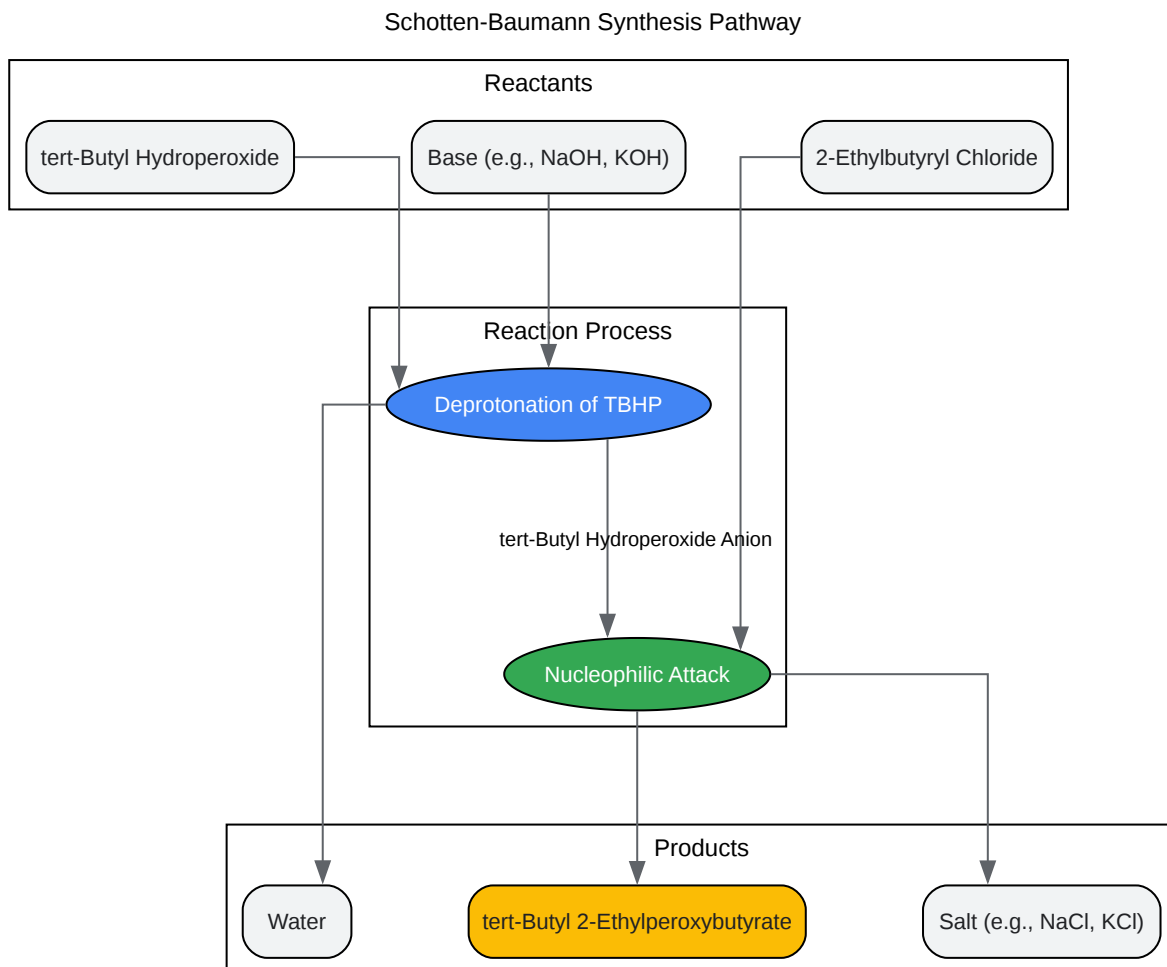 Schotten-Baumann Synthesis Pathway
Reactants
tert-Butyl Hydroperoxide
Base (e.g., NaOH, KOH)
2-Ethylbutyryl Chloride
Reaction Process
Deprotonation of TBHP
tert-Butyl Hydroperoxide Anion
Nucleophilic Attack
Products
Water
tert-Butyl 2-Ethylperoxybutyrate
Salt (e.g., NaCl, KCl)